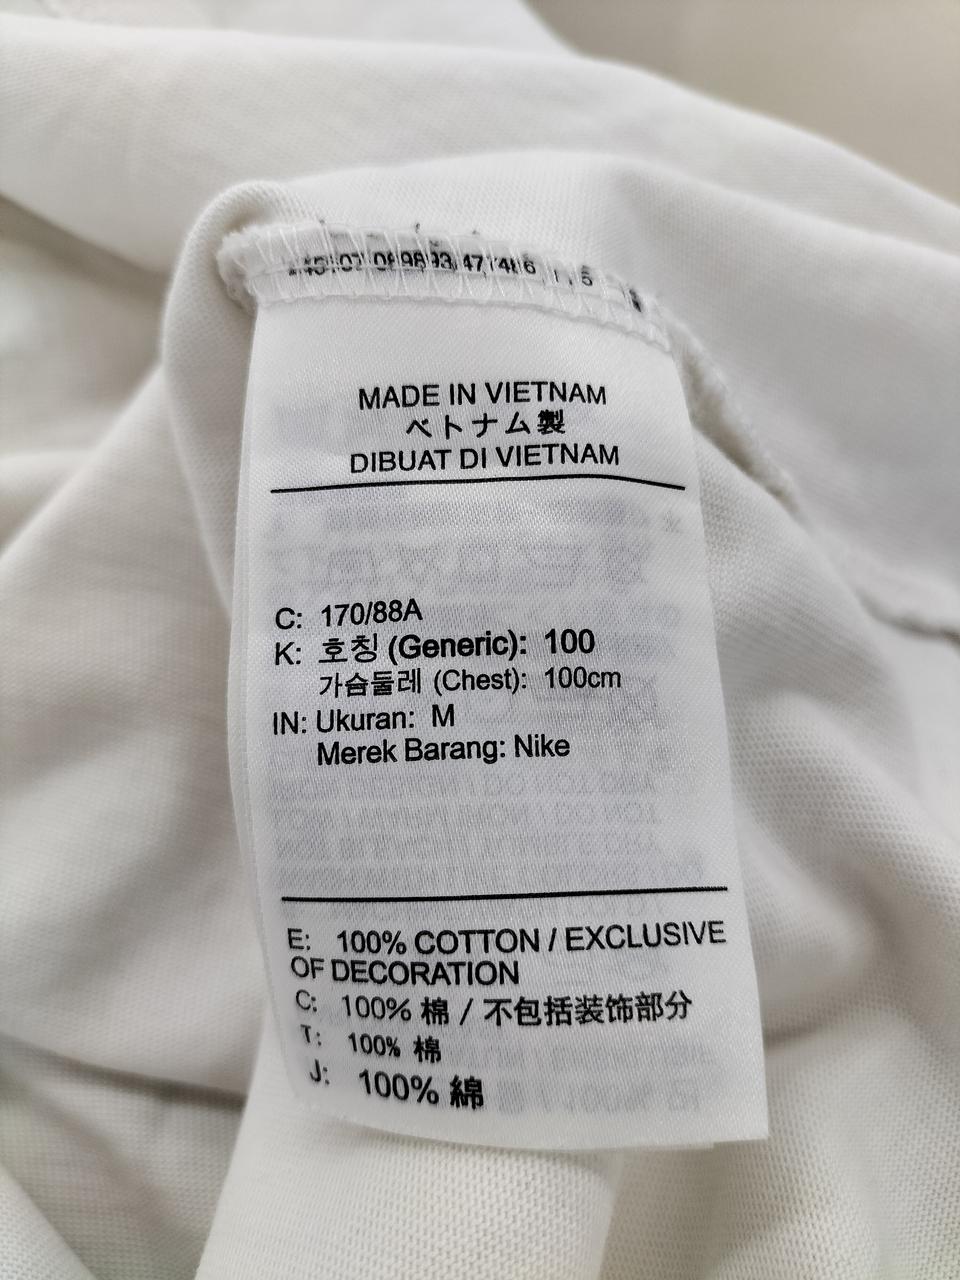 MADE IN VIETNAM
ベトナム製
DIBUAT DI VIETNAM
C: 170/88A
K: 호칭 (Generic): 100
가슴둘레 (Chest): 100cm
IN: Ukuran: M
Merek Barang: Nike
E: 100% COTTON / EXCLUSIVE
OF DECORATION
C: 100% 棉 / 不包括装饰部分
T: 100% 棉
J: 100% 綿